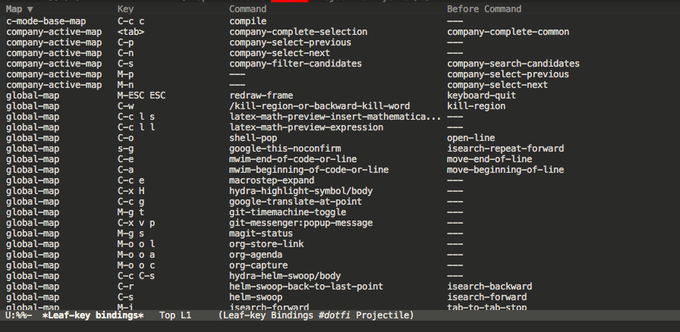 Map ▼ Key Command Before Command
c-mode-base-map C-c c compile ---
company-active-map <tab> company-complete-selection company-complete-common
company-active-map C-p company-select-previous ---
company-active-map C-n company-select-next ---
company-active-map C-s company-filter-candidates company-search-candidates
company-active-map M-p --- company-select-previous
company-active-map M-n --- company-select-next
global-map M-ESC ESC redraw-frame keyboard-quit
global-map C-w /kill-region-or-backward-kill-word kill-region
global-map C-c l s latex-math-preview-insert-mathematica... ---
global-map C-c l l latex-math-preview-expression ---
global-map C-o shell-pop open-line
global-map s-g google-this-noconfirm isearch-repeat-forward
global-map C-e mwim-end-of-code-or-line move-end-of-line
global-map C-a mwim-beginning-of-code-or-line move-beginning-of-line
global-map C-c e macrostep-expand ---
global-map C-x H hydra-highlight-symbol/body ---
global-map C-c g google-translate-at-point ---
global-map M-g t git-timemachine-toggle ---
global-map C-x v p git-messenger:popup-message ---
global-map M-g s magit-status ---
global-map M-o o l org-store-link ---
global-map M-o o a org-agenda ---
global-map M-o o c org-capture ---
global-map C-c C-s hydra-helm-swoop/body ---
global-map C-r helm-swoop-back-to-last-point isearch-backward
global-map C-s helm-swoop isearch-forward
global-map M-i isearch-forward tab-to-tab-stop
U:%%- *Leaf-key bindings* Top L1 (Leaf-key Bindings #dotfi Projectile)